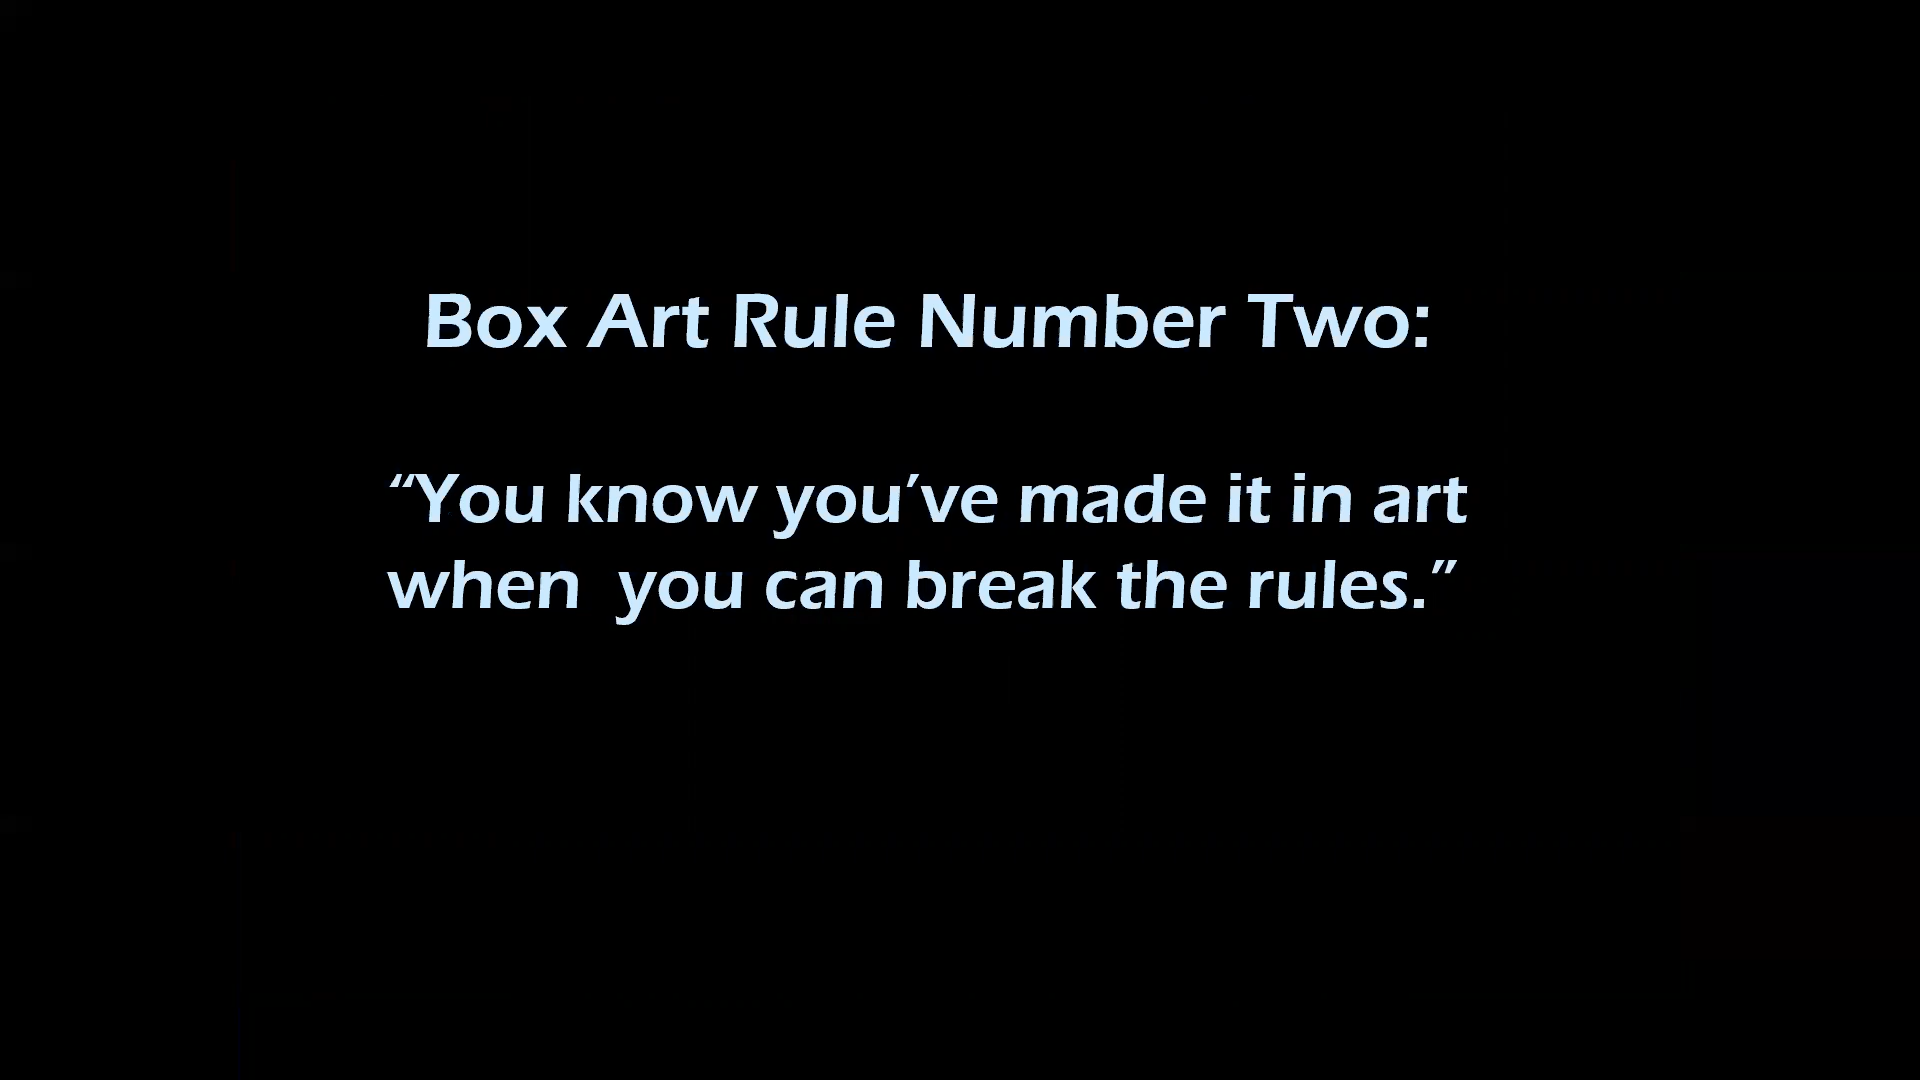 Box Art Rule Number Two:
“You know you’ve made it in art
when  you can break the rules.”